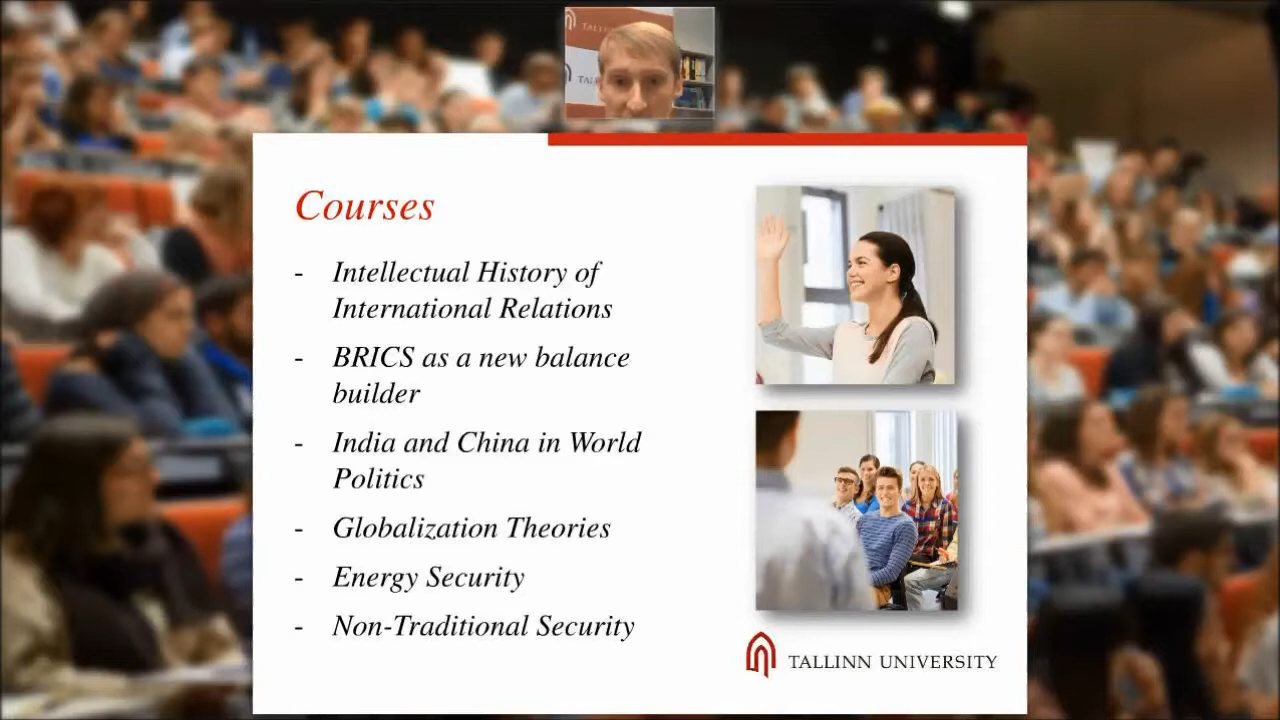 TALLINN
Courses
- Intellectual History of
International Relations
- BRICS as a new balance
builder
- India and China in World
Politics
- Globalization Theories
- Energy Security
- Non-Traditional Security
TALLINN UNIVERSITY